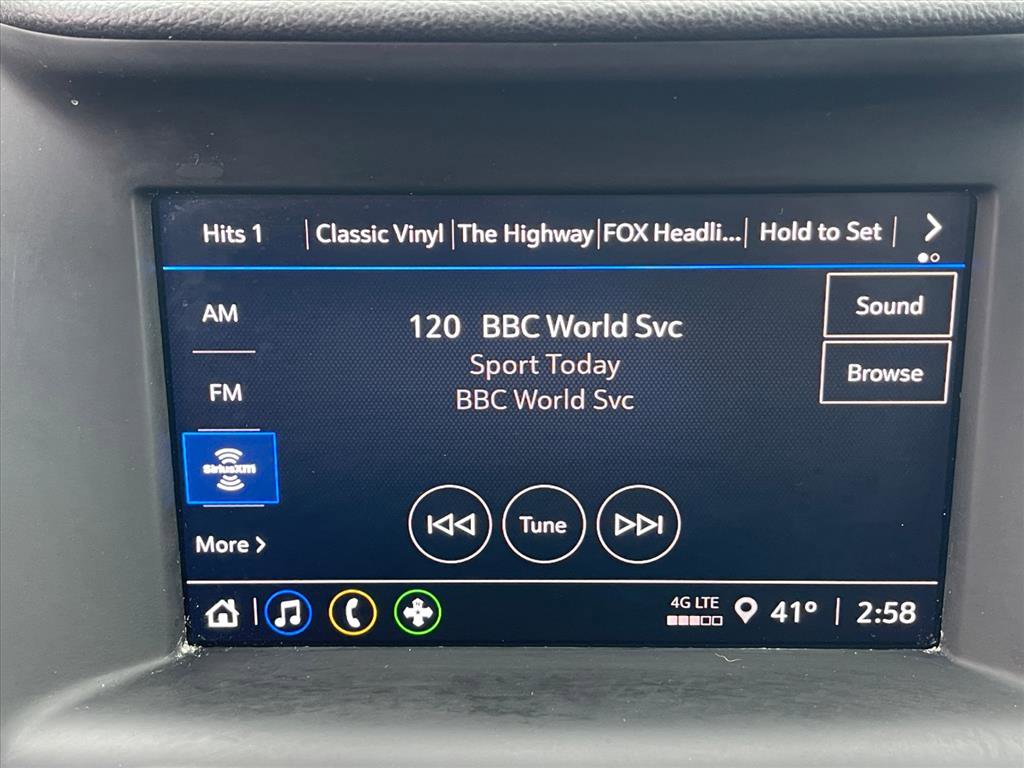 Hits 1 | Classic Vinyl | The Highway | FOX Headli... | Hold to Set |
AM
FM
SiriusXM
More
120 BBC World Svc
Sport Today
BBC World Svc
Sound
Browse
Tune
4G LTE
41° | 2:58